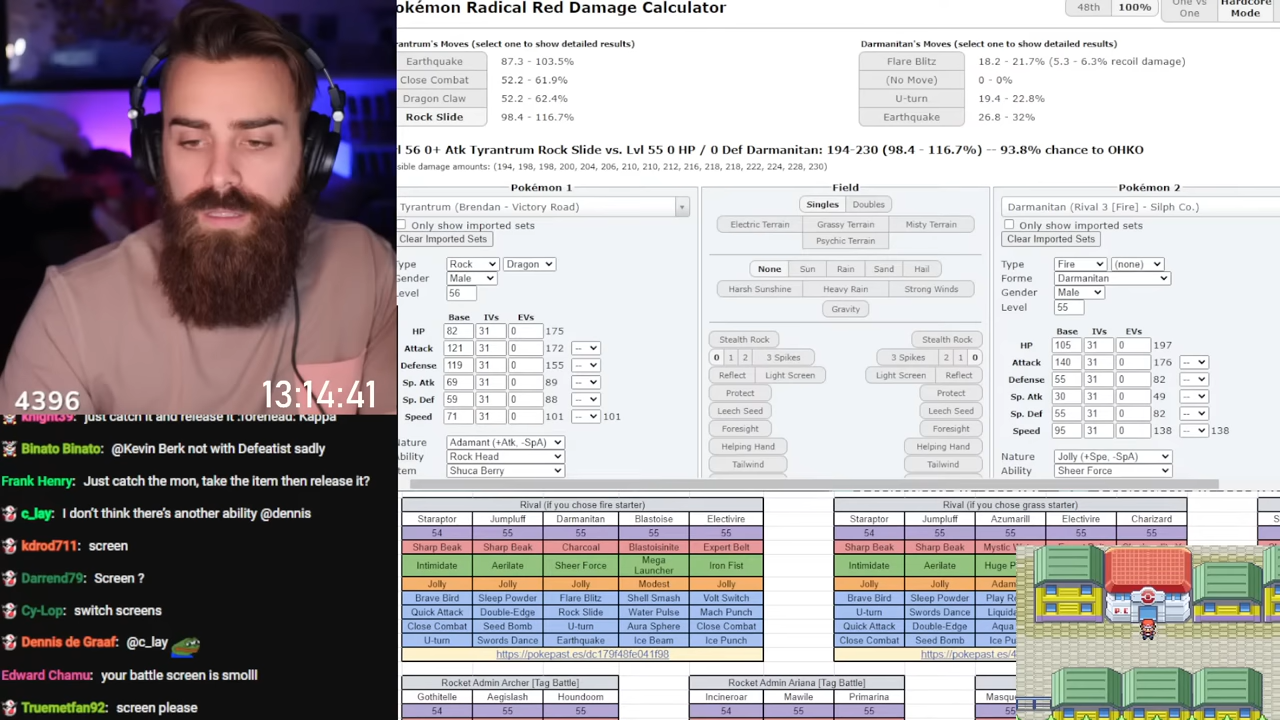 okémon Radical Red Damage Calculator
48th 100% One vs One Hardcore Mode
antrum's Moves (select one to show detailed results)
Earthquake 87.3 - 103.5%
Close Combat 52.2 - 61.9%
Dragon Claw 52.2 - 62.4%
Rock Slide 98.4 - 116.7%
Darmanitan's Moves (select one to show detailed results)
Flare Blitz 18.2 - 21.7% (5.3 - 6.3% recoil damage)
(No Move) 0 - 0%
U-turn 19.4 - 22.8%
Earthquake 26.8 - 32%
l 56 0+ Atk Tyrantrum Rock Slide vs. Lvl 55 0 HP / 0 Def Darmanitan: 194-230 (98.4 - 116.7%) -- 93.8% chance to OHKO
sible damage amounts: (194, 198, 198, 200, 204, 206, 210, 210, 212, 216, 218, 218, 222, 224, 228, 230)
Pokémon 1
Tyrantrum (Brendan - Victory Road)
Only show imported sets
Clear Imported Sets
Type Rock Dragon
Gender Male
Level 56
Base IVs EVs
HP 82 31 0 175
Attack 121 31 0 172 --
Defense 119 31 0 155 --
Sp. Atk 69 31 0 89 --
Sp. Def 59 31 0 88 --
Speed 71 31 0 101 -- 101
Nature Adamant (+Atk, -SpA)
Ability Rock Head
tem Shuca Berry
Field
Singles Doubles
Electric Terrain Grassy Terrain Misty Terrain
Psychic Terrain
None Sun Rain Sand Hail
Harsh Sunshine Heavy Rain Strong Winds
Gravity
Stealth Rock Stealth Rock
0 1 2 3 Spikes 3 Spikes 2 1 0
Reflect Light Screen Light Screen Reflect
Protect Protect
Leech Seed Leech Seed
Foresight Foresight
Helping Hand Helping Hand
Tailwind Tailwind
Pokémon 2
Darmanitan (Rival 3 [Fire] - Silph Co.)
Only show imported sets
Clear Imported Sets
Type Fire (none)
Forme Darmanitan
Gender Male
Level 55
Base IVs EVs
HP 105 31 0 197
Attack 140 31 0 176 --
Defense 55 31 0 82 --
Sp. Atk 30 31 0 49 --
Sp. Def 55 31 0 82 --
Speed 95 31 0 138 -- 138
Nature Jolly (+Spe, -SpA)
Ability Sheer Force
4396 13:14:41
knight39: just catch it and release it :forehead: Kappa
Binato Binato: @Kevin Berk not with Defeatist sadly
Frank Henry: Just catch the mon, take the item then release it?
c_lay: I don't think there's another ability @dennis
kdrod711: screen
Darrend79: Screen ?
Cy-Lop: switch screens
Dennis de Graaf: @c_lay
Edward Chamu: your battle screen is smolll
Truemetfan92: screen please
Rival (if you chose fire starter)
Staraptor Jumpluff Darmanitan Blastoise Electivire
54 55 55 55 55
Sharp Beak Sharp Beak Charcoal Blastoisinite Expert Belt
Intimidate Aerilate Sheer Force Mega Launcher Iron Fist
Jolly Jolly Jolly Modest Jolly
Brave Bird Sleep Powder Flare Blitz Shell Smash Volt Switch
Quick Attack Double-Edge Rock Slide Water Pulse Mach Punch
Close Combat Seed Bomb U-turn Aura Sphere Close Combat
U-turn Swords Dance Earthquake Ice Beam Ice Punch
https://pokepast.es/dc179f48fe041f98
Rival (if you chose grass starter)
Staraptor Jumpluff Azumarill Electivire Charizard
54 55 55 55 55
Sharp Beak Sharp Beak Mystic
Intimidate Aerilate Huge P
Jolly Jolly Adam
Brave Bird Sleep Powder Play Ro
U-turn Swords Dance Liquida
Quick Attack Double-Edge Aqua
Close Combat Seed Bomb Ice Pu
https://pokepast.es/4
Rocket Admin Archer [Tag Battle]
Gothitelle Aegislash Houndoom
54 55 55
Rocket Admin Ariana [Tag Battle]
Incineroar Mawile Primarina
54 55 55
Masqu
55
P.C